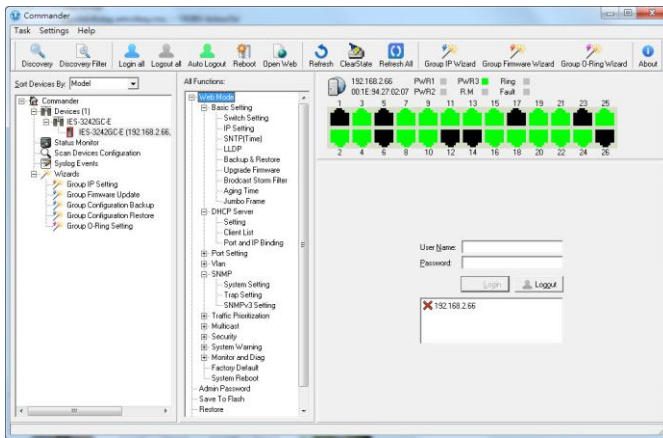 Commander
Task Settings Help
Discovery Discovery Filter Login all Logout all Auto Logout Reboot Open Web Refresh ClearState Refresh All Group IP Wizard Group Firmware Wizard Group O-Ring Wizard About
Sort Devices By: Model
Commander
Devices (1)
IES-3242GC-E
IES-3242GC-E (192.168.2.66,
Status Monitor
Scan Devices Configuration
Syslog Events
Wizards
Group IP Setting
Group Firmware Update
Group Configuration Backup
Group Configuration Restore
Group O-Ring Setting
All Functions:
Web Mode
Basic Setting
Switch Setting
IP Setting
SNTP(Time)
LLDP
Backup & Restore
Upgrade Firmware
Brodcast Storm Filter
Aging Time
Jumbo Frame
DHCP Server
Setting
Client List
Port and IP Binding
Port Setting
Vlan
SNMP
System Setting
Trap Setting
SNMPv3 Setting
Traffic Prioritization
Multicast
Security
System Warning
Monitor and Diag
Factory Default
System Reboot
Admin Password
Save To Flash
Restore
192.168.2.66 PWR1 PWR3 Ring
00:1E:94:27:02:07 PWR2 R.M Fault
1 3 5 7 9 11 13 15 17 19 21 23 25
2 4 6 8 10 12 14 16 18 20 22 24 26
User Name:
Password:
Login Loggut
192.168.2.66